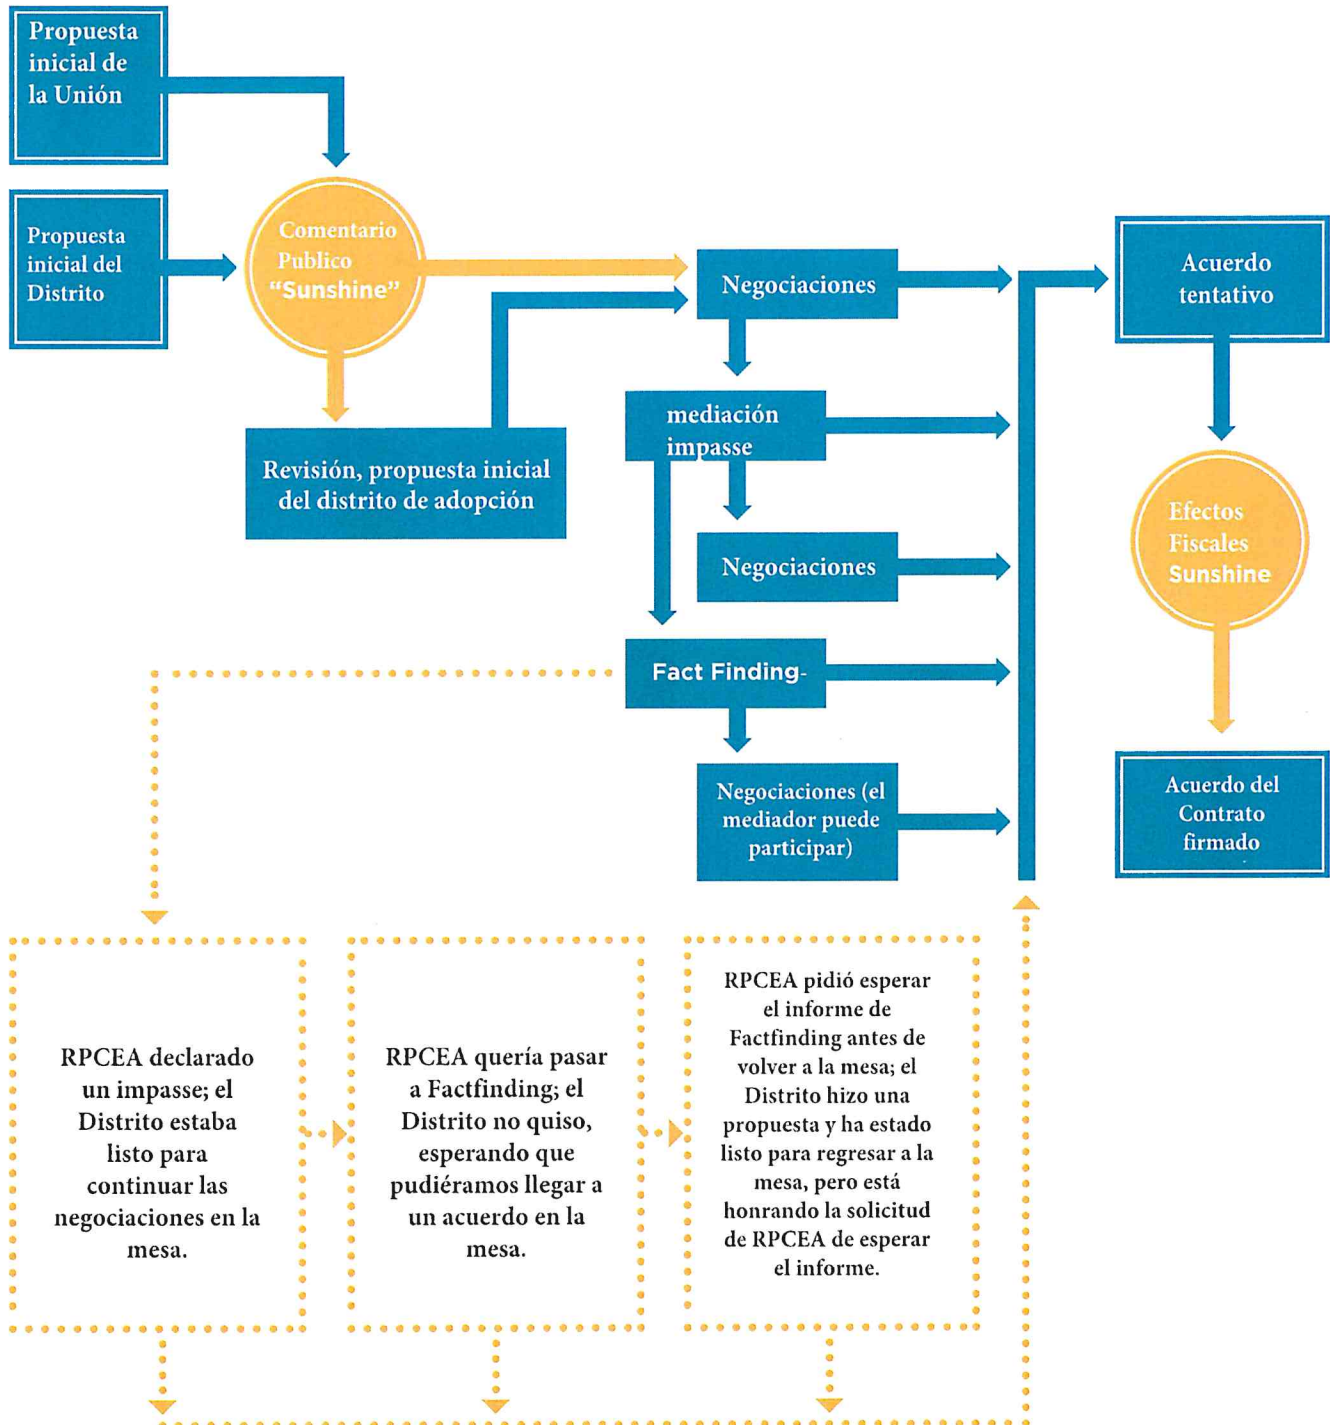 Propuesta
inicial de
la Unión
Propuesta
inicial del
Distrito
Comentario
Publico
“Sunshine”
Revisión, propuesta inicial
del distrito de adopción
Negociaciones
mediación
impasse
Negociaciones
Fact Finding-
Negociaciones (el
mediador puede
participar)
Acuerdo
tentativo
Efectos
Fiscales
Sunshine
Acuerdo del
Contrato
firmado
RPCEA declarado
un impasse; el
Distrito estaba
listo para
continuar las
negociaciones en la
mesa.
RPCEA quería pasar
a Factfinding; el
Distrito no quiso,
esperando que
pudiéramos llegar a
un acuerdo en la
mesa.
RPCEA pidió esperar
el informe de
Factfinding antes de
volver a la mesa; el
Distrito hizo una
propuesta y ha estado
listo para regresar a la
mesa, pero está
honrando la solicitud
de RPCEA de esperar
el informe.